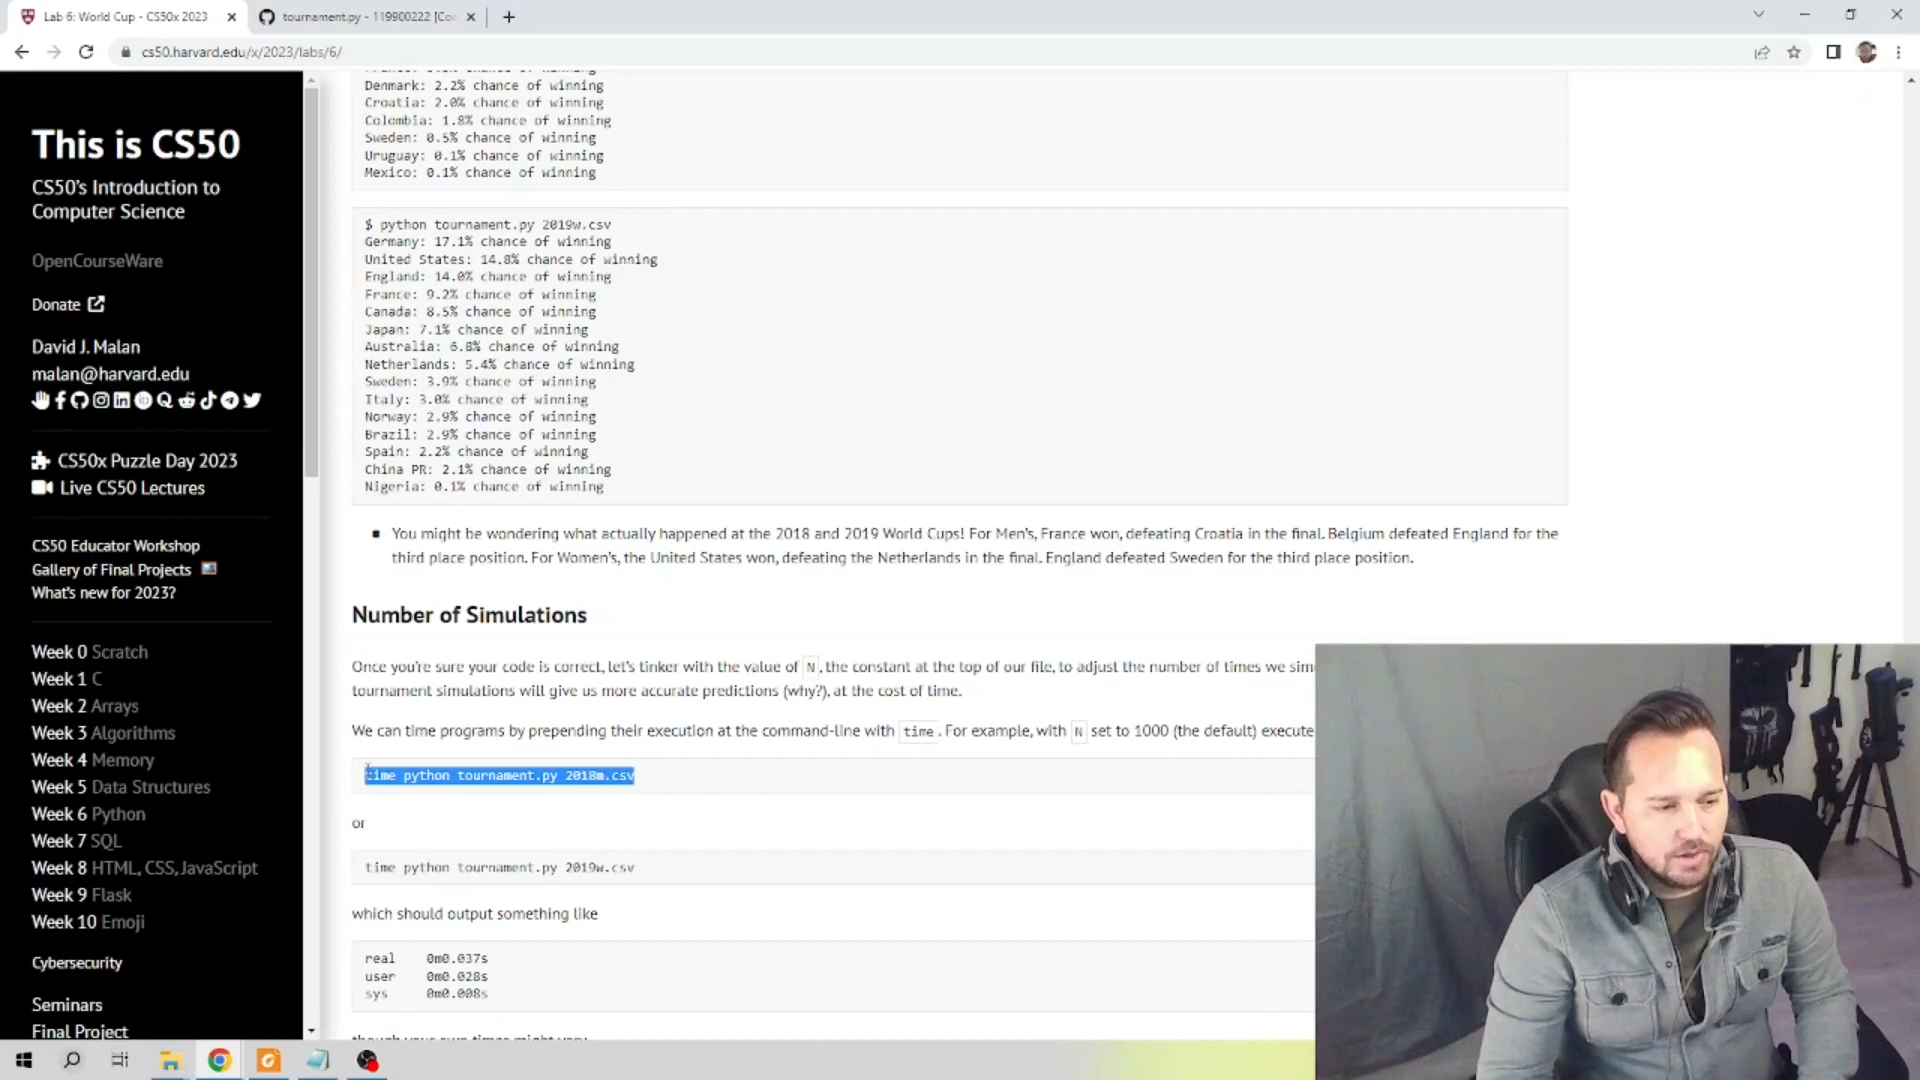 Lab 6: World Cup - CS50x 2023
tournament.py - 119900222 [Co
cs50.harvard.edu/x/2023/labs/6/
This is CS50
CS50's Introduction to
Computer Science
OpenCourseWare
Donate
David J. Malan
malan@harvard.edu
CS50x Puzzle Day 2023
Live CS50 Lectures
CS50 Educator Workshop
Gallery of Final Projects
What's new for 2023?
Week 0 Scratch
Week 1 C
Week 2 Arrays
Week 3 Algorithms
Week 4 Memory
Week 5 Data Structures
Week 6 Python
Week 7 SQL
Week 8 HTML, CSS, JavaScript
Week 9 Flask
Week 10 Emoji
Cybersecurity
Seminars
Final Project
Denmark: 2.2% chance of winning
Croatia: 2.0% chance of winning
Colombia: 1.8% chance of winning
Sweden: 0.5% chance of winning
Uruguay: 0.1% chance of winning
Mexico: 0.1% chance of winning
$ python tournament.py 2019w.csv
Germany: 17.1% chance of winning
United States: 14.8% chance of winning
England: 14.0% chance of winning
France: 9.2% chance of winning
Canada: 8.5% chance of winning
Japan: 7.1% chance of winning
Australia: 6.8% chance of winning
Netherlands: 5.4% chance of winning
Sweden: 3.9% chance of winning
Italy: 3.0% chance of winning
Norway: 2.9% chance of winning
Brazil: 2.9% chance of winning
Spain: 2.2% chance of winning
China PR: 2.1% chance of winning
Nigeria: 0.1% chance of winning
You might be wondering what actually happened at the 2018 and 2019 World Cups! For Men's, France won, defeating Croatia in the final. Belgium defeated England for the
third place position. For Women's, the United States won, defeating the Netherlands in the final. England defeated Sweden for the third place position.
Number of Simulations
Once you're sure your code is correct, let's tinker with the value of N, the constant at the top of our file, to adjust the number of times we sim
tournament simulations will give us more accurate predictions (why?), at the cost of time.
We can time programs by prepending their execution at the command-line with time. For example, with N set to 1000 (the default) execute
time python tournament.py 2018m.csv
or
time python tournament.py 2019w.csv
which should output something like
real 0m0.037s
user 0m0.028s
sys 0m0.008s
though your own times might vary